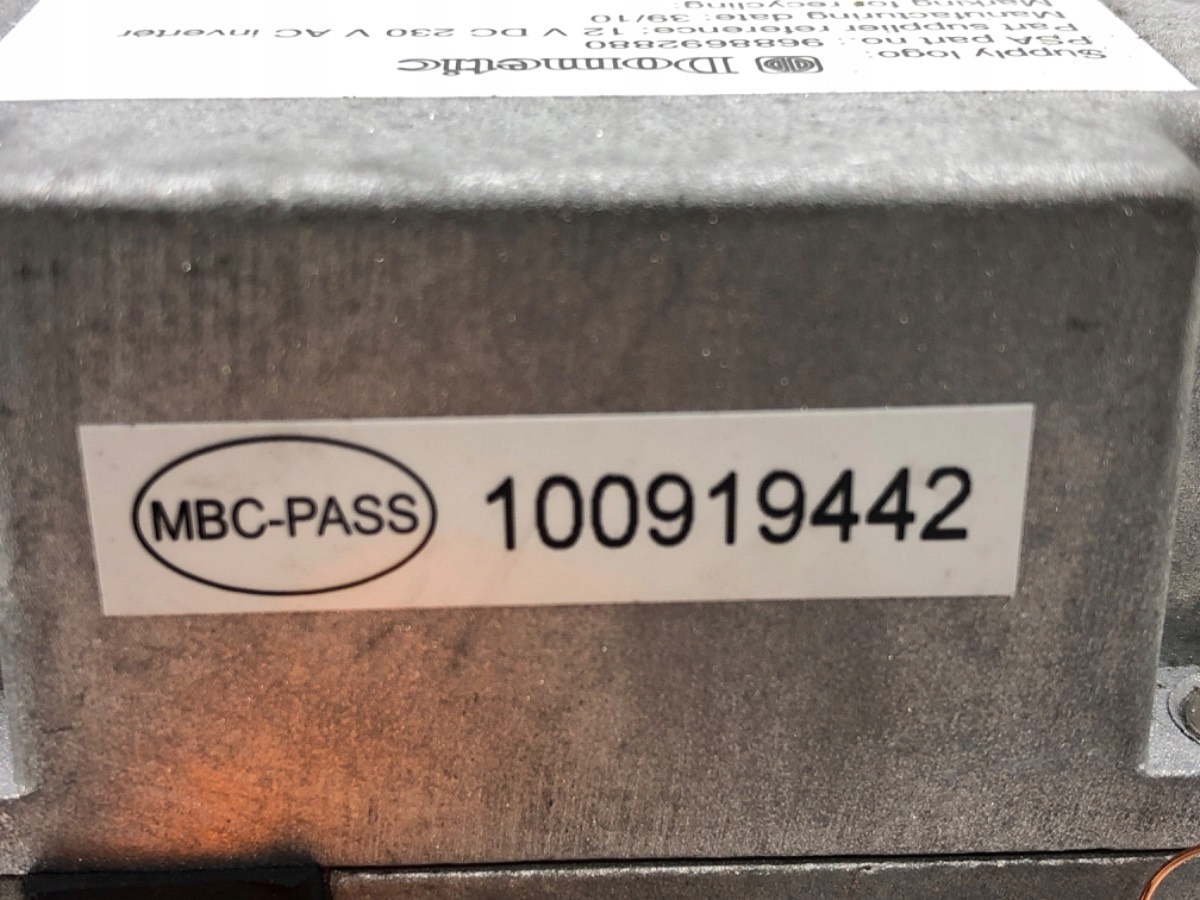 Supply logo: Dometic
PSA part no.: 9688692880
Part supplier reference: 12 V DC 230 V AC inverter
Manufacturing date: 39/10
Marking for recycling:
MBC-PASS 100919442